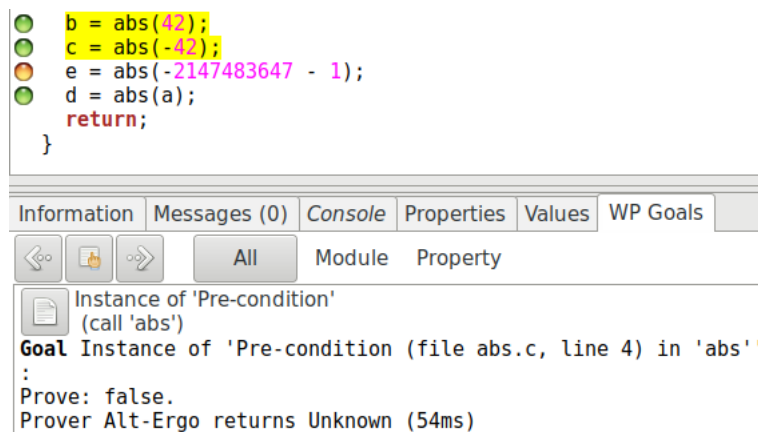 b = abs(42);
c = abs(-42);
e = abs(-2147483647 - 1);
d = abs(a);
return;
}
Information Messages (0) Console Properties Values WP Goals
All Module Property
Instance of 'Pre-condition'
(call 'abs')
Goal Instance of 'Pre-condition (file abs.c, line 4) in 'abs''
:
Prove: false.
Prover Alt-Ergo returns Unknown (54ms)